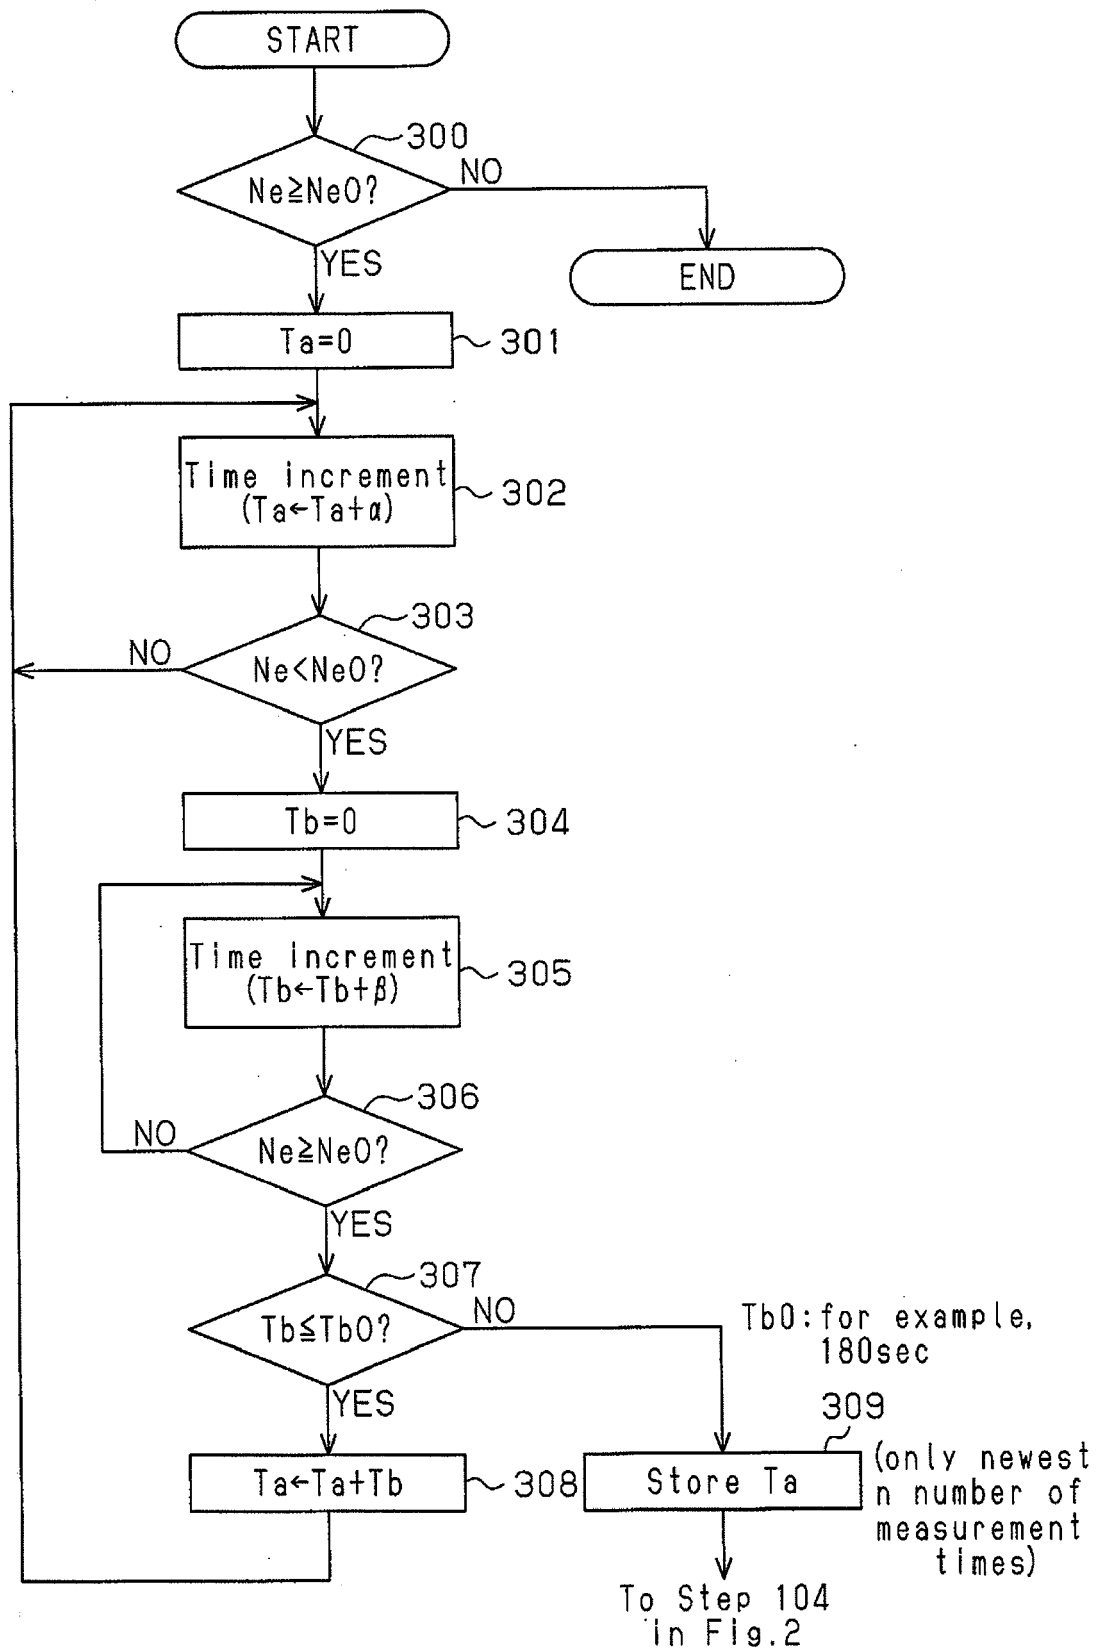 START
300
Ne≧Ne0?
NO
YES
END
Ta=0
301
Time increment
(Ta←Ta+α)
302
303
NO
Ne<Ne0?
YES
Tb=0
304
Time increment
(Tb←Tb+β)
305
306
NO
Ne≧Ne0?
YES
307
Tb≦Tb0?
NO
YES
Tb0:for example,
180sec
309
Ta←Ta+Tb
308
Store Ta
(only newest
n number of
measurement
times)
To Step 104
in Fig.2